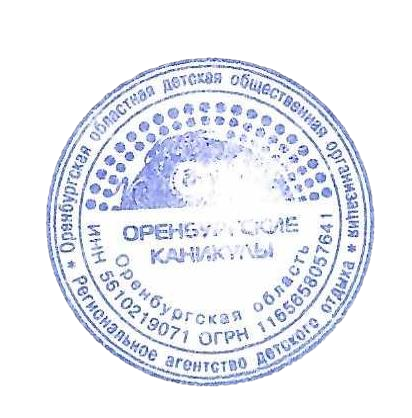 Оренбургская областная детская общественная организация
* Региональное агентство детского отдыха *
ОРЕНБУРГСКИЕ
КАНИКУЛЫ
Оренбургская область
ИНН 5610219071 ОГРН 1165658057641